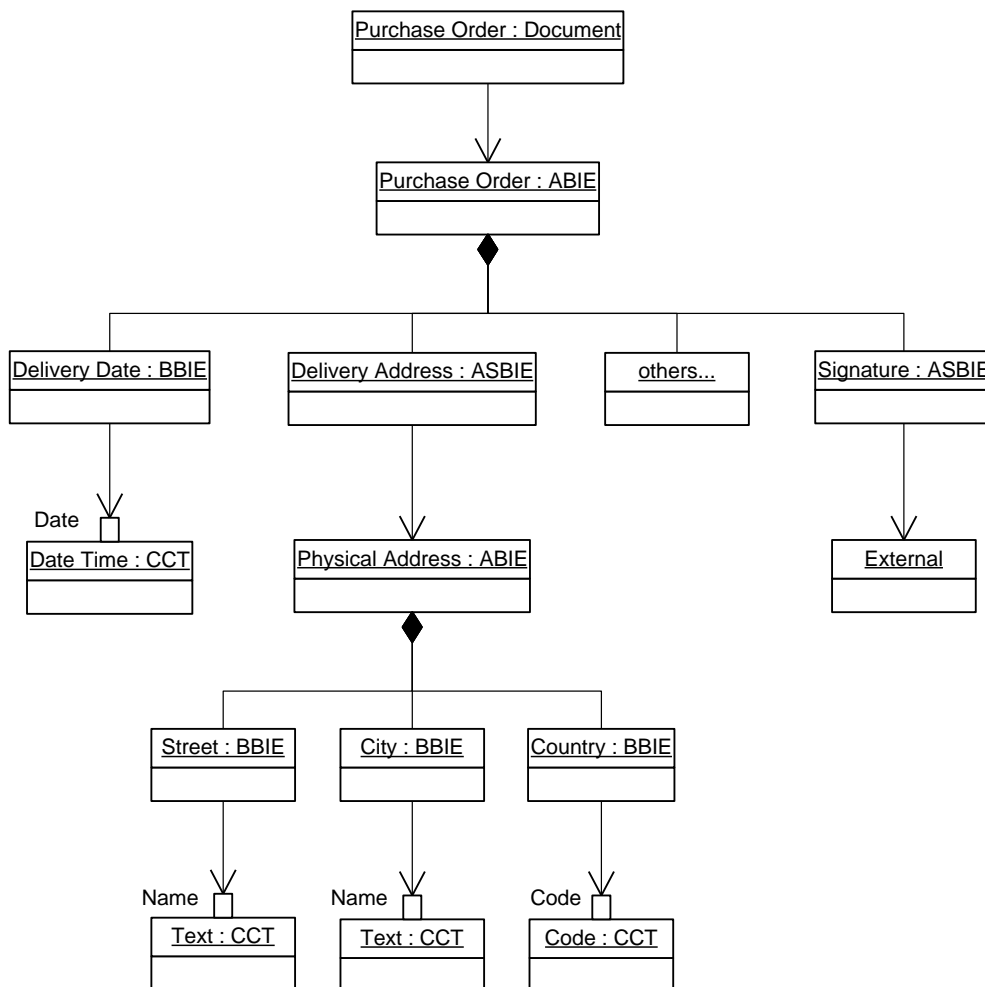 Purchase Order : Document
Purchase Order : ABIE
Delivery Date : BBIE
Delivery Address : ASBIE
others...
Signature : ASBIE
Date
Date Time : CCT
Physical Address : ABIE
External
Street : BBIE
City : BBIE
Country : BBIE
Name
Name
Code
Text : CCT
Text : CCT
Code : CCT